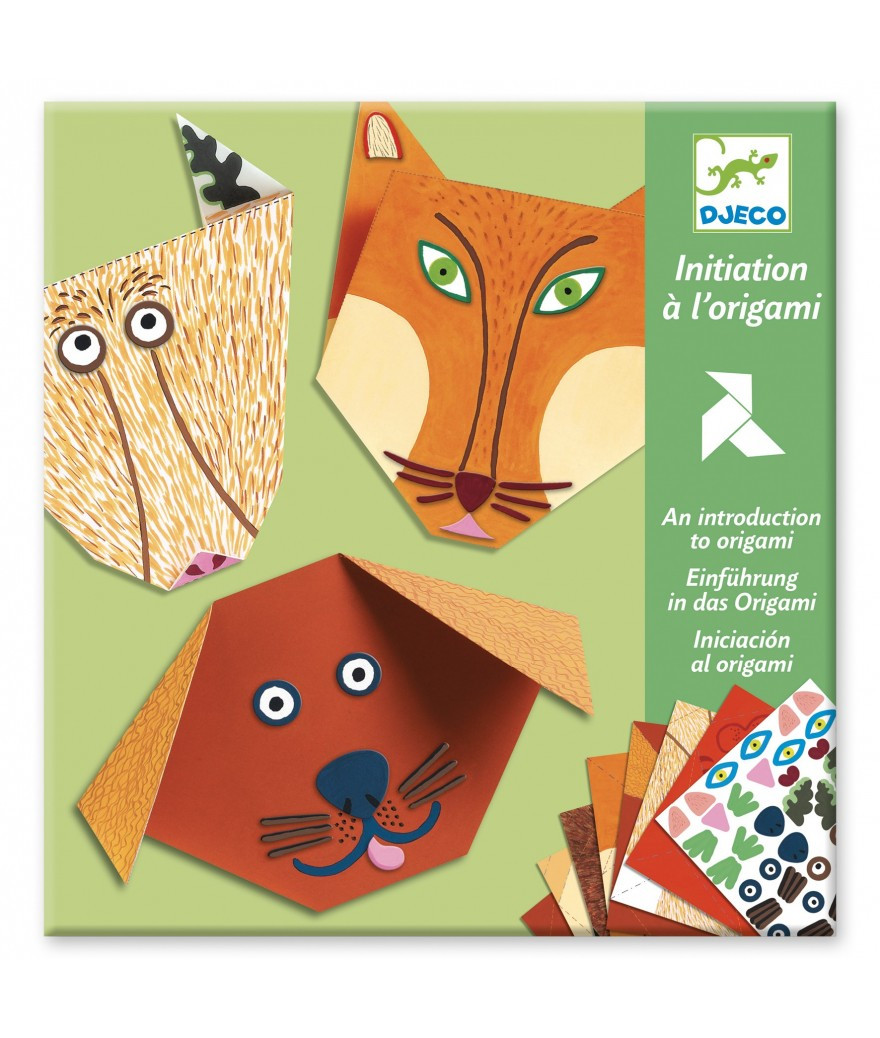 DJECO
Initiation
à l'origami
An introduction
to origami
Einführung
in das Origami
Iniciación
al origami